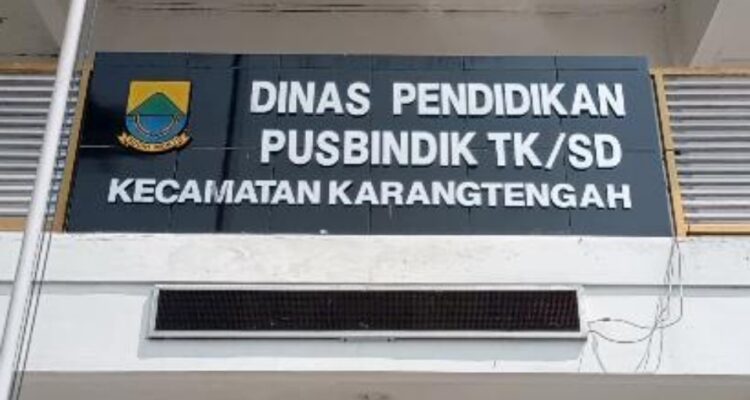 DINAS PENDIDIKAN
PUSBINDIK TK/SD
KECAMATAN KARANGTENGAH